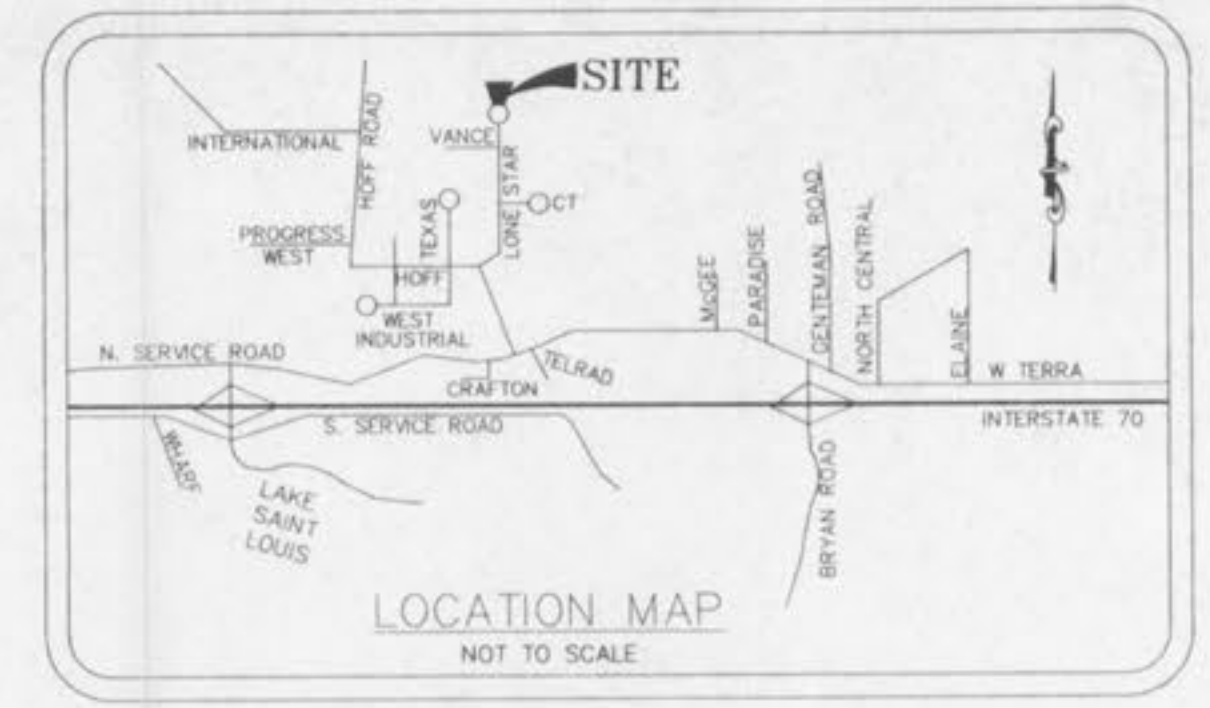 SITE
VANCE
INTERNATIONAL
HOFF ROAD
LONE STAR
CT
TEXAS
PROGRESS
WEST
HOFF
WEST
INDUSTRIAL
McGEE
PARADISE
CENTEMAN ROAD
NORTH CENTRAL
ELAINE
N. SERVICE ROAD
TELRAD
CRAFTON
W TERRA
INTERSTATE 70
S. SERVICE ROAD
WHARF
LAKE
SAINT
LOUIS
BRYAN ROAD
LOCATION MAP
NOT TO SCALE